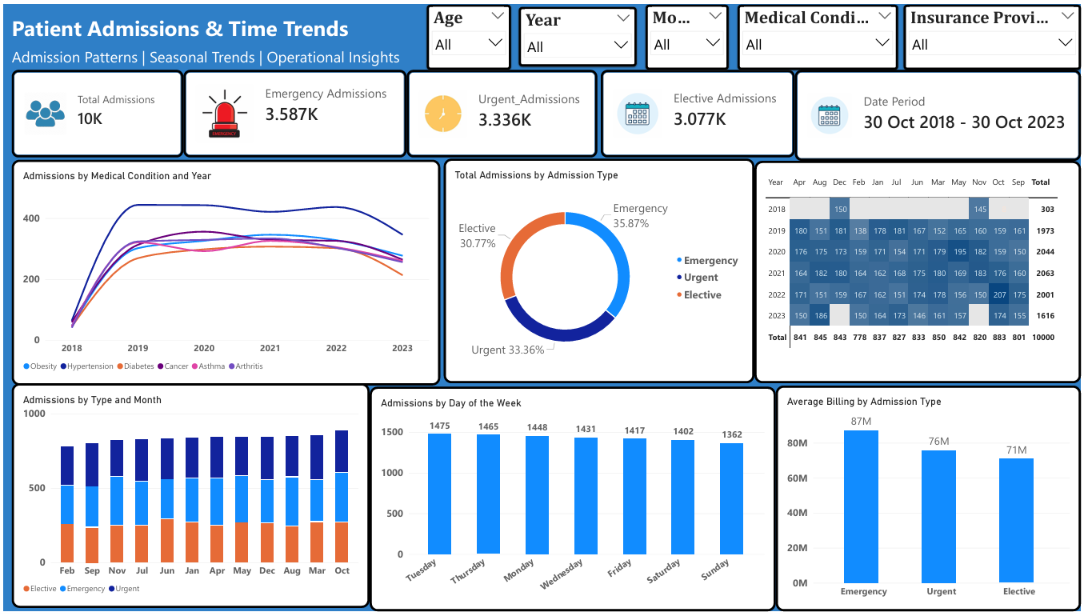 Patient Admissions & Time Trends
Admission Patterns | Seasonal Trends | Operational Insights
Age
All
Year
All
Mo...
All
Medical Condi...
All
Insurance Provi...
All
Total Admissions
10K
Emergency Admissions
3.587K
Urgent_Admissions
3.336K
Elective Admissions
3.077K
Date Period
30 Oct 2018 - 30 Oct 2023
Admissions by Medical Condition and Year
400
200
0
2018 2019 2020 2021 2022 2023
Obesity Hypertension Diabetes Cancer Asthma Arthritis
Total Admissions by Admission Type
Emergency
35.87%
Elective
30.77%
Urgent 33.36%
Emergency
Urgent
Elective
Year Apr Aug Dec Feb Jan Jul Jun Mar May Nov Oct Sep Total
2018 150 145 303
2019 180 151 181 138 178 181 167 152 165 160 159 161 1973
2020 176 175 173 159 171 154 171 179 195 182 159 150 2044
2021 164 182 180 164 162 168 175 180 169 183 176 160 2063
2022 171 151 159 167 162 151 174 178 156 150 207 175 2001
2023 150 186 150 164 173 146 161 157 174 155 1616
Total 841 845 843 778 837 827 833 850 842 820 883 801 10000
Admissions by Type and Month
1000
500
0
Feb Sep Nov Jul Jun Jan Apr May Dec Aug Mar Oct
Elective Emergency Urgent
Admissions by Day of the Week
1500
1000
500
0
1475 1465 1448 1431 1417 1402 1362
Tuesday Thursday Monday Wednesday Friday Saturday Sunday
Average Billing by Admission Type
80M
60M
40M
20M
0M
87M 76M 71M
Emergency Urgent Elective